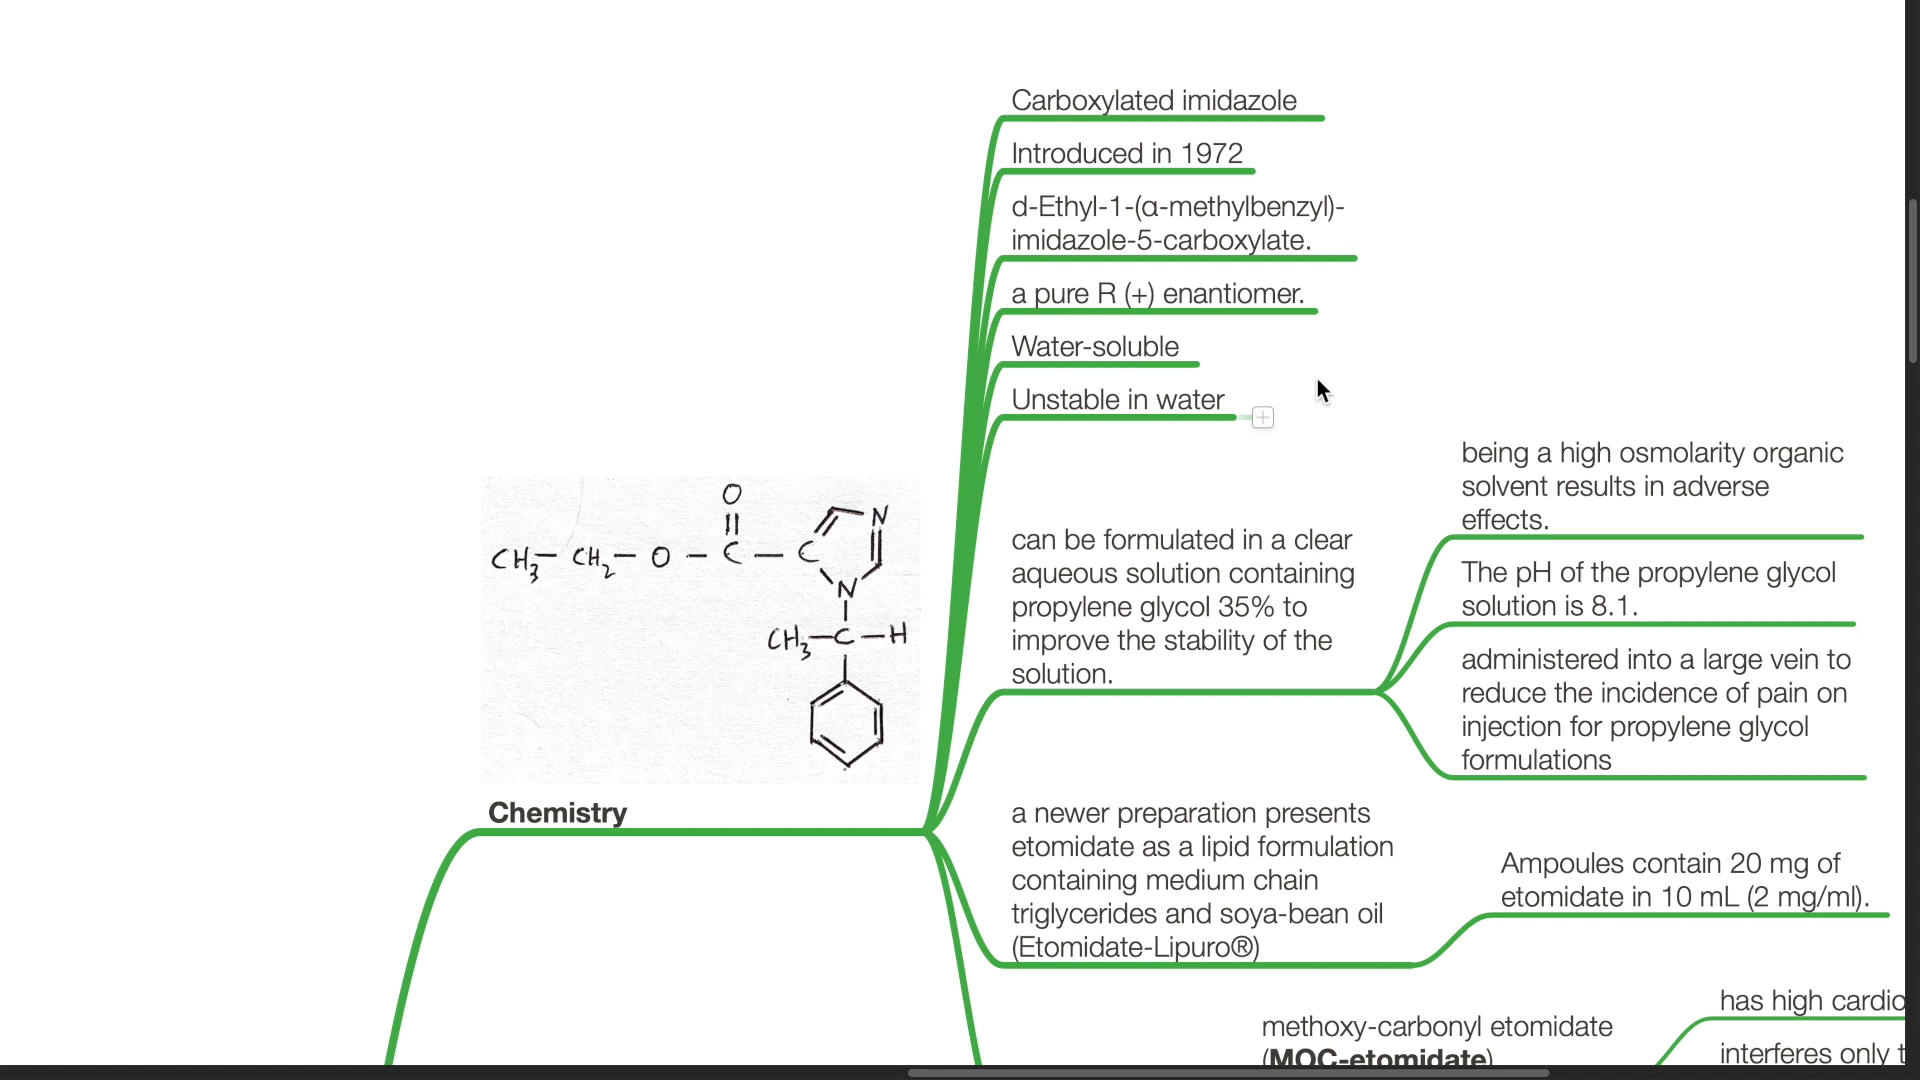 Carboxylated imidazole
Introduced in 1972
d-Ethyl-1-(α-methylbenzyl)-
imidazole-5-carboxylate.
a pure R (+) enantiomer.
Water-soluble
Unstable in water
being a high osmolarity organic
solvent results in adverse
effects.
can be formulated in a clear
aqueous solution containing
propylene glycol 35% to
improve the stability of the
solution.
The pH of the propylene glycol
solution is 8.1.
administered into a large vein to
reduce the incidence of pain on
injection for propylene glycol
formulations
O
N
CH3 CH2 O C C
N
CH3 C H
Chemistry
a newer preparation presents
etomidate as a lipid formulation
containing medium chain
triglycerides and soya-bean oil
(Etomidate-Lipuro®)
Ampoules contain 20 mg of
etomidate in 10 mL (2 mg/ml).
methoxy-carbonyl etomidate
(MOC-etomidate)
has high cardio
interferes only t